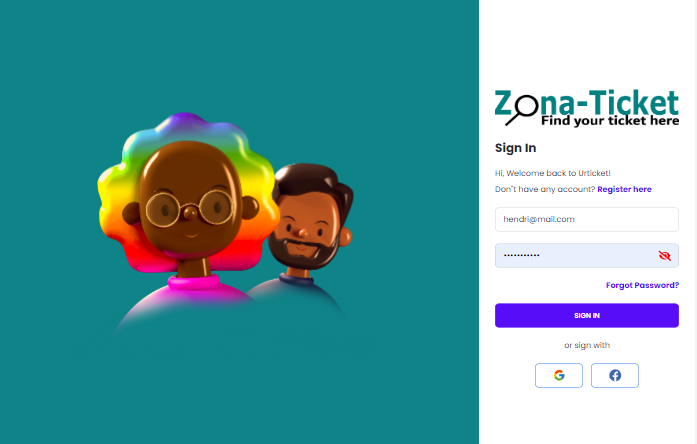 Zona-Ticket
Find your ticket here
Sign In
Hi, Welcome back to Urticket!
Don't have any account? Register here
hendri@mail.com
•••••••••••
Forgot Password?
SIGN IN
or sign with